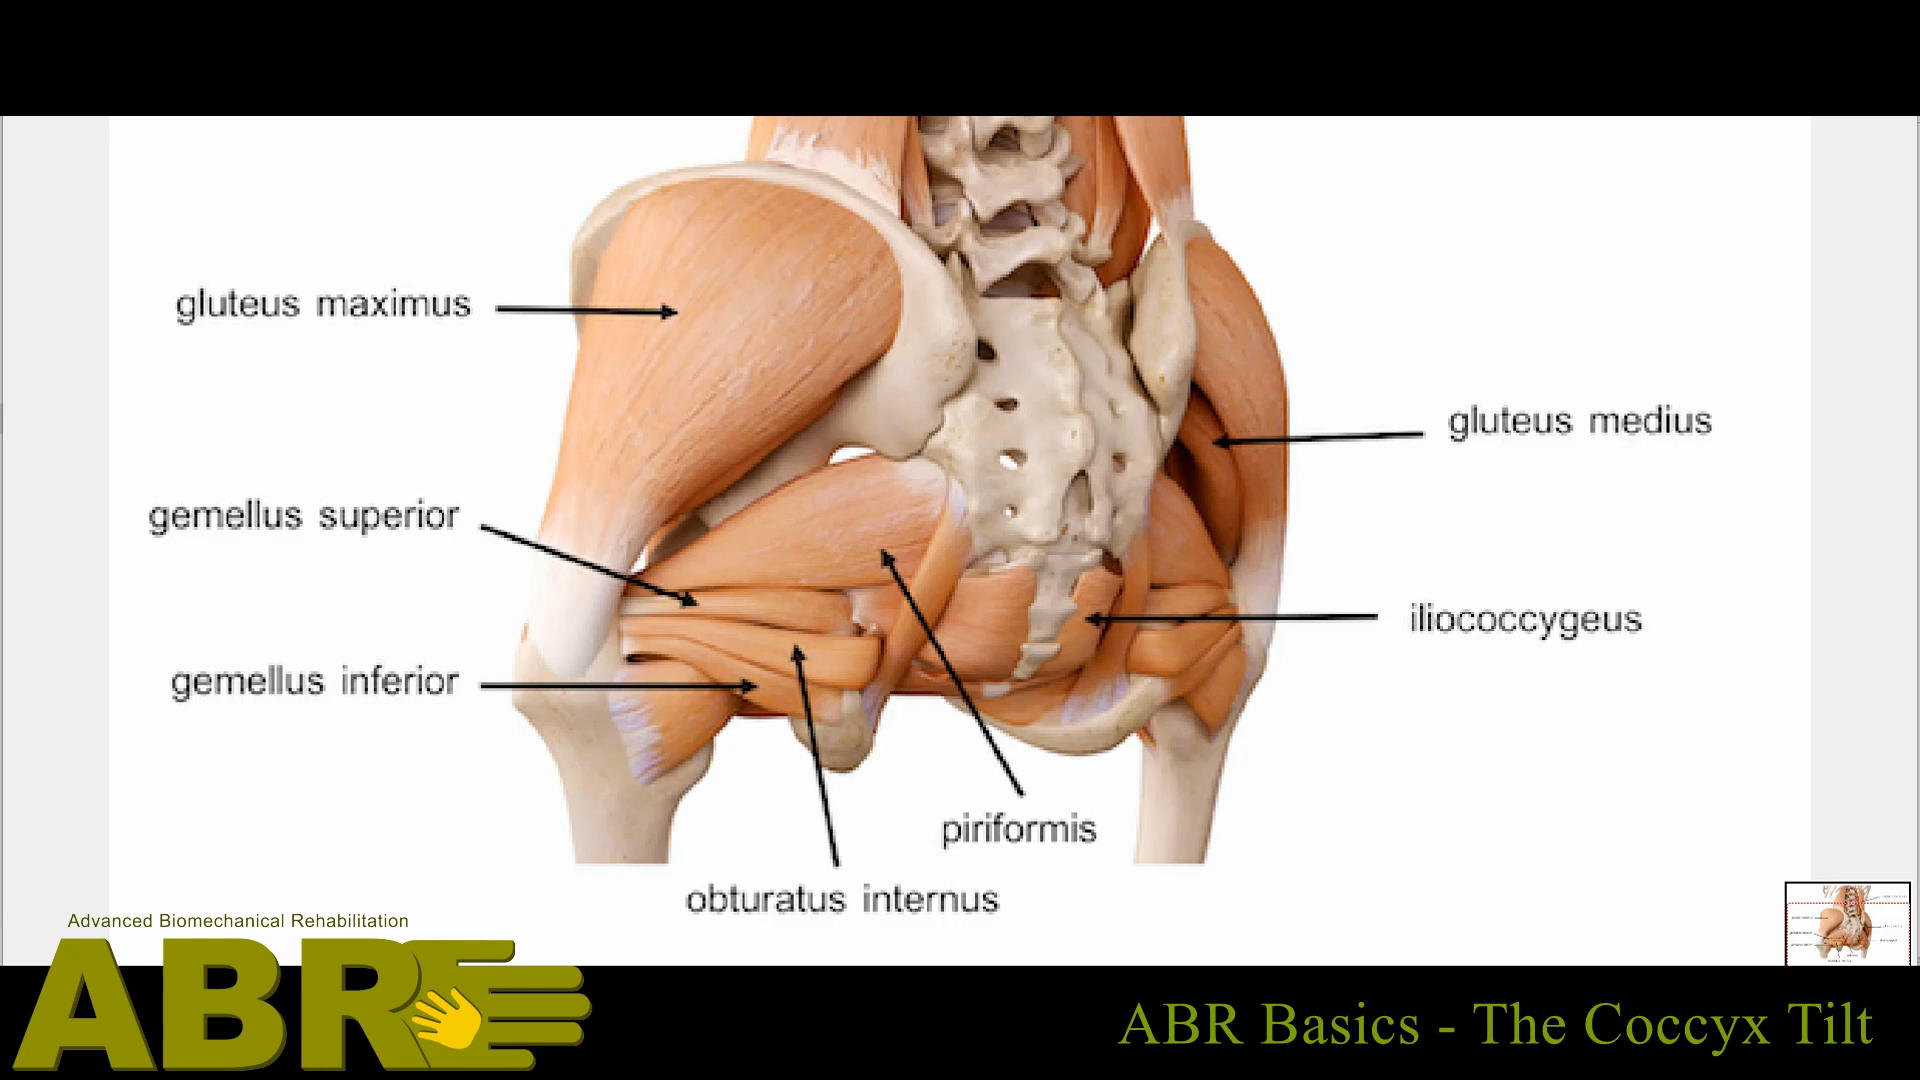 gluteus maximus
gluteus medius
gemellus superior
iliococcygeus
gemellus inferior
piriformis
obturatus internus
Advanced Biomechanical Rehabilitation
ABR
ABR Basics - The Coccyx Tilt